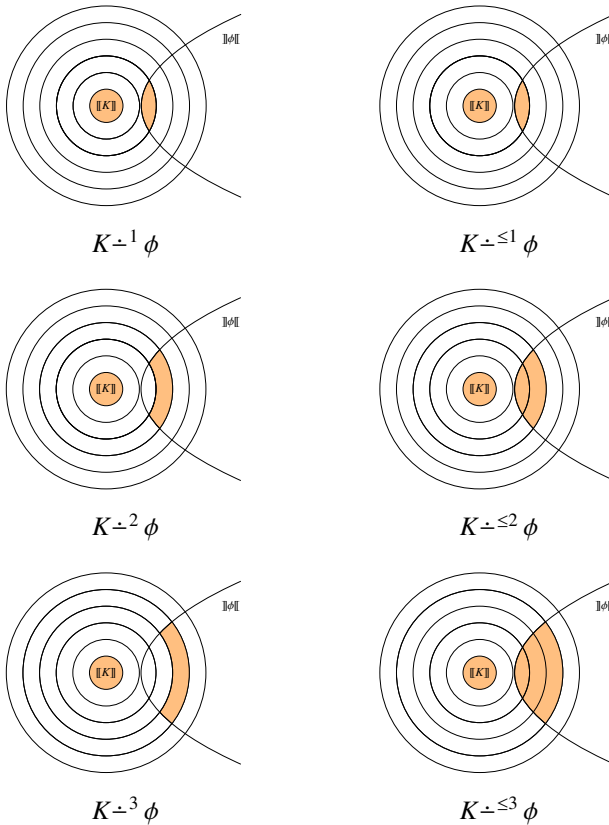 ⟧ϕ⟦ ⟧ϕ⟦
⟦K⟧ ⟦K⟧
K ∸¹ ϕ K ∸≤¹ ϕ
⟧ϕ⟦ ⟧ϕ⟦
⟦K⟧ ⟦K⟧
K ∸² ϕ K ∸≤² ϕ
⟧ϕ⟦ ⟧ϕ⟦
⟦K⟧ ⟦K⟧
K ∸³ ϕ K ∸≤³ ϕ